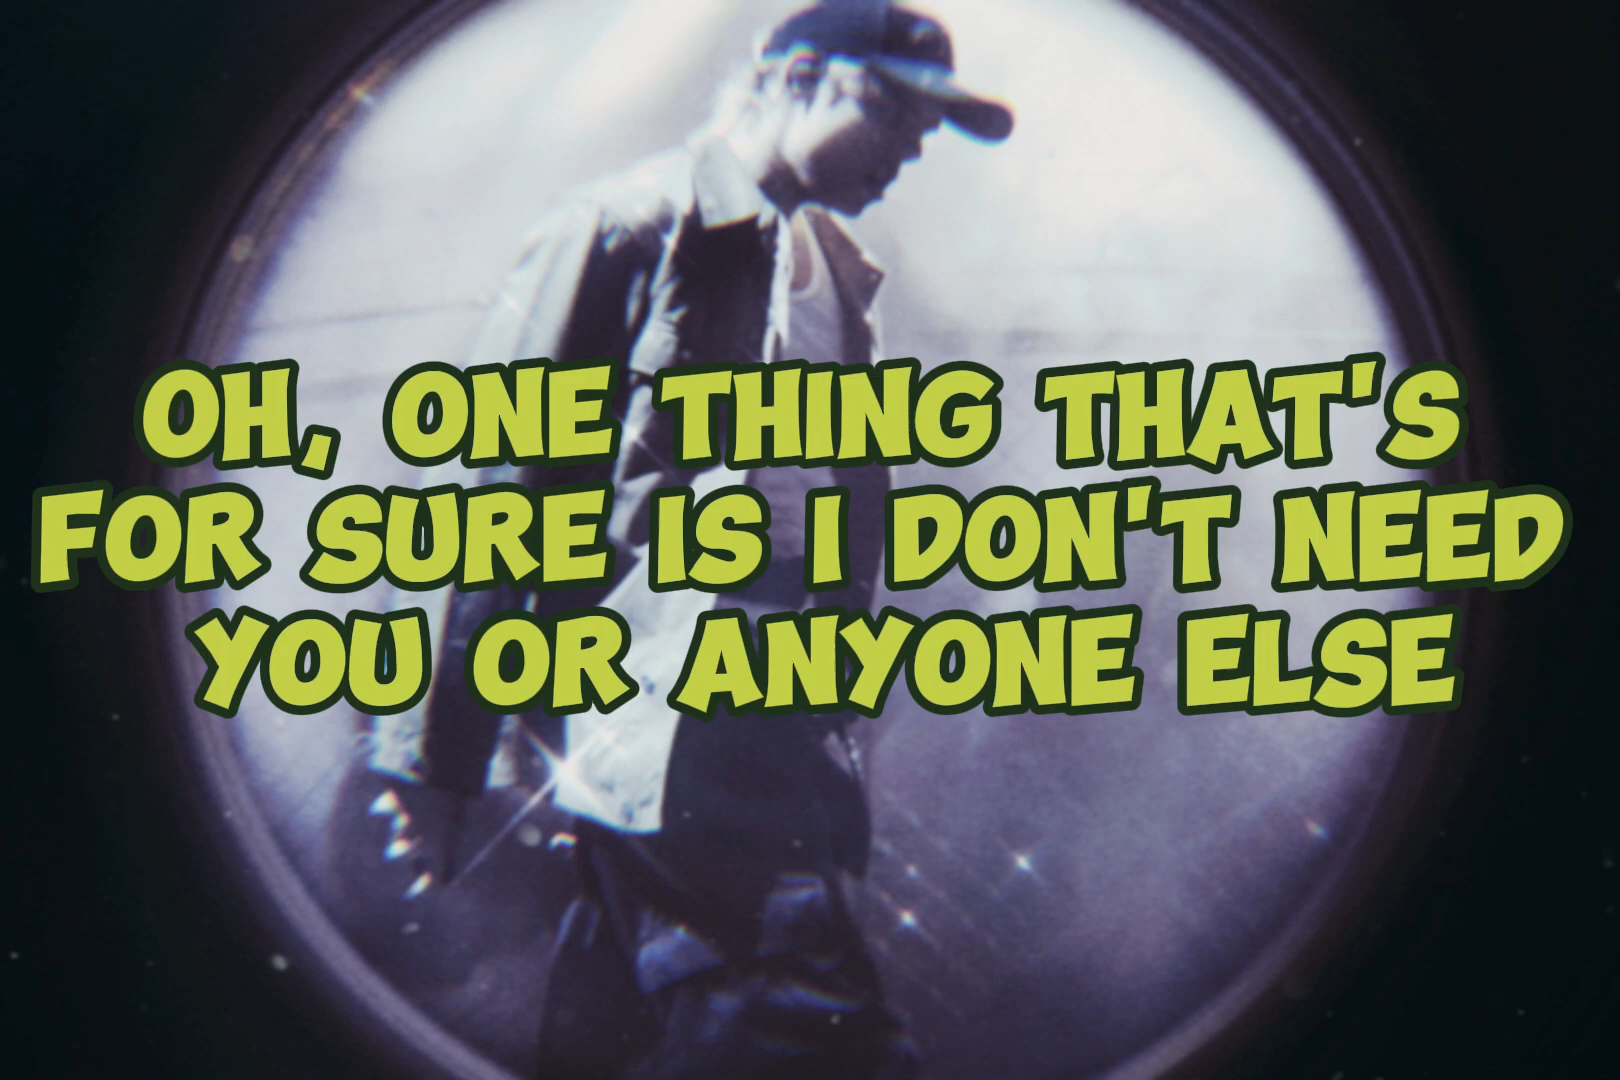 OH, ONE THING THAT'S
FOR SURE IS I DON'T NEED
YOU OR ANYONE ELSE